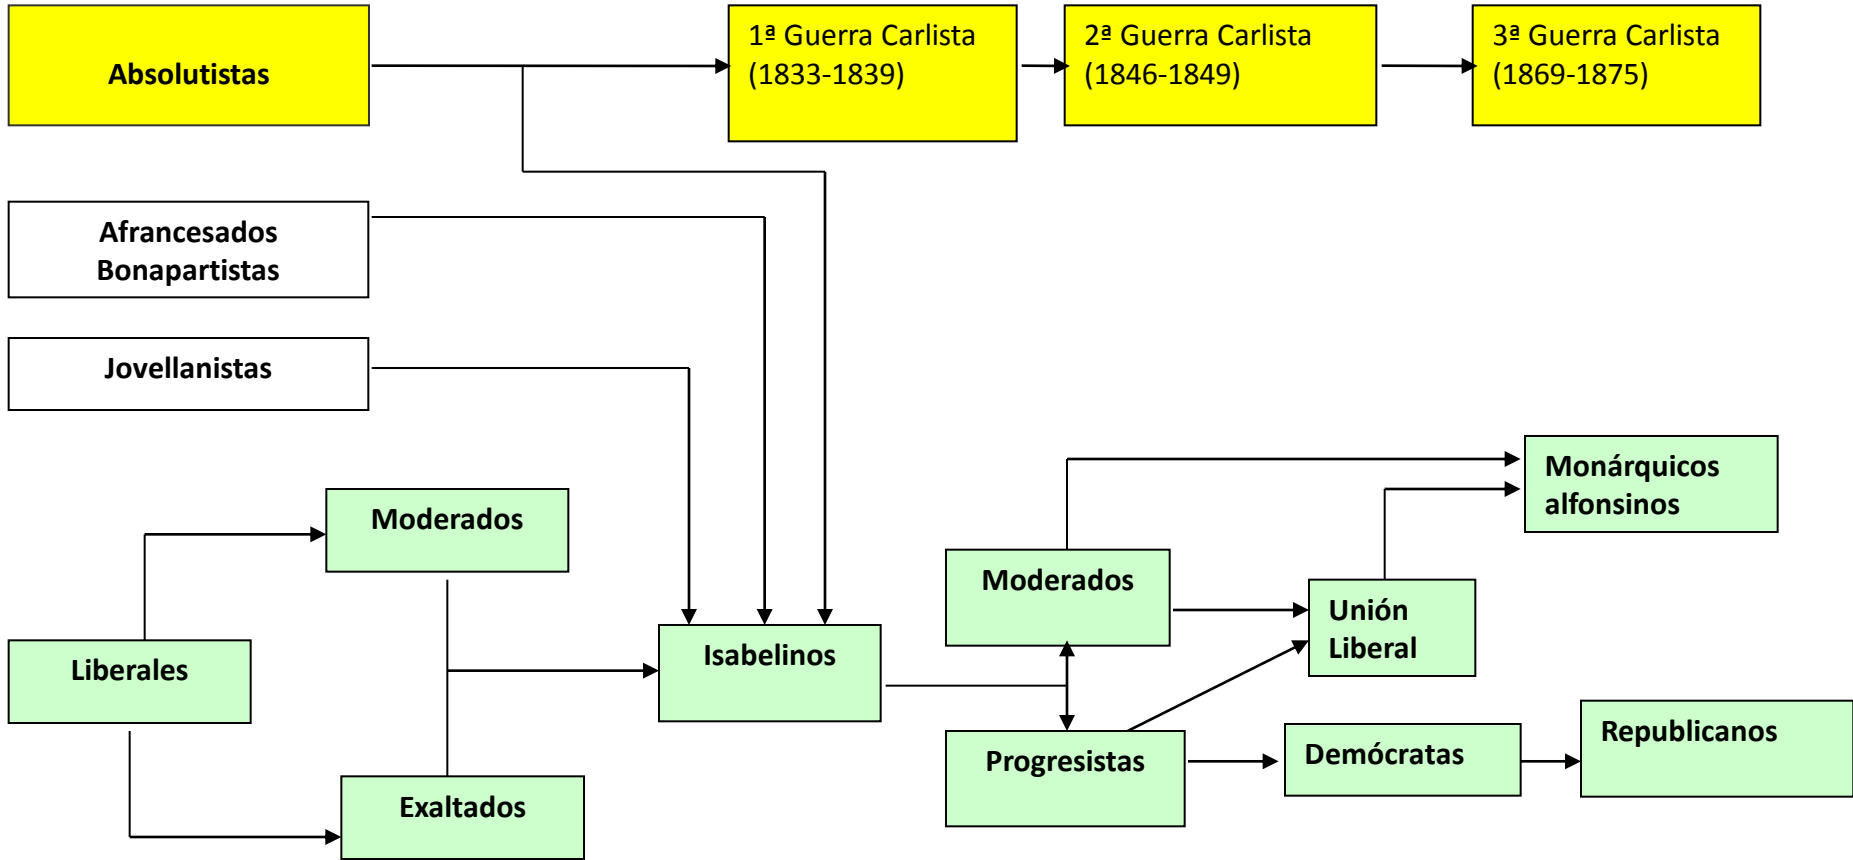 Absolutistas
1ª Guerra Carlista
(1833-1839)
2ª Guerra Carlista
(1846-1849)
3ª Guerra Carlista
(1869-1875)
Afrancesados
Bonapartistas
Jovellanistas
Liberales
Moderados
Exaltados
Isabelinos
Moderados
Progresistas
Unión
Liberal
Demócratas
Monárquicos
alfonsinos
Republicanos